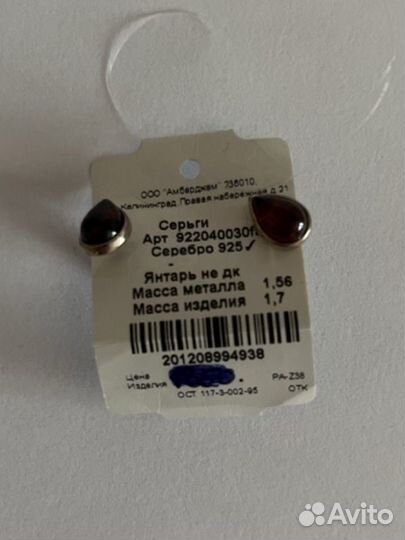 ООО "Амберджем" 236010,
Калининград, Правая набережная д 21
Серьги
Арт 922040030
Серебро 925✓
Янтарь не дк
Масса металла 1,56
Масса изделия 1,7
201208994938
Цена
Изделия
РА-Z38
ОСТ 117-3-002-95
ОТК
Avito